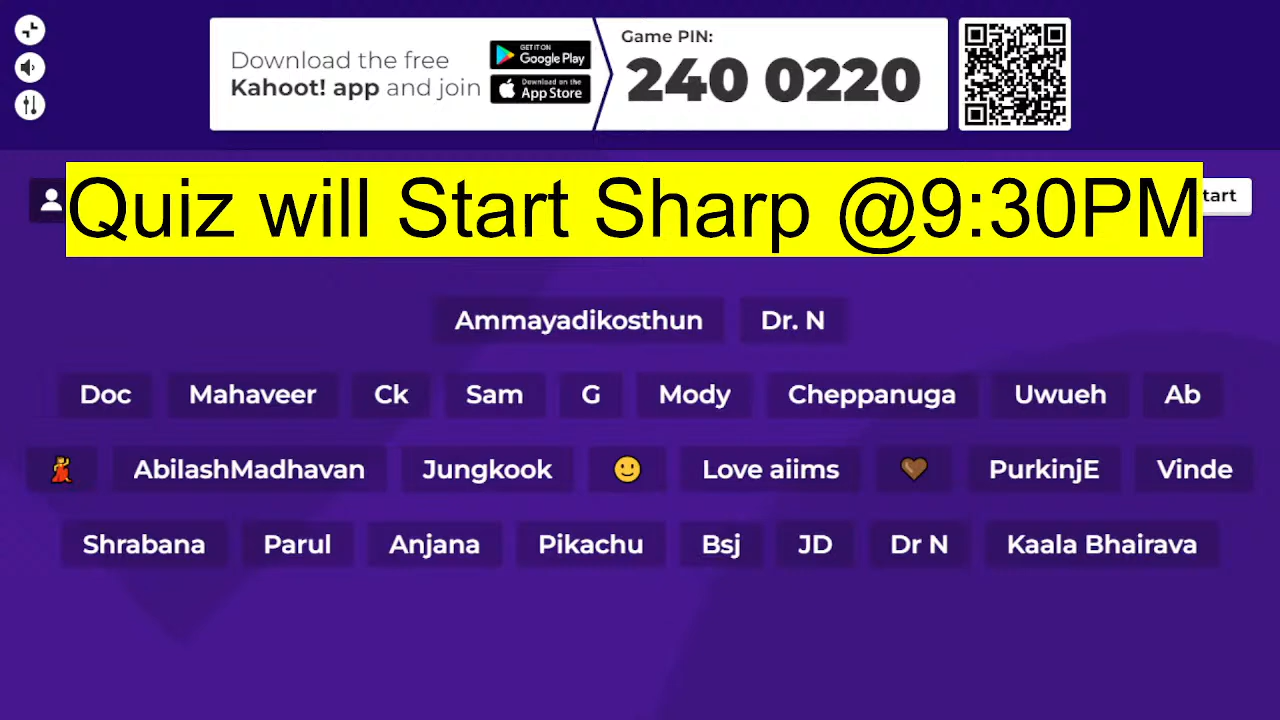 Download the free
Kahoot! app and join
GET IT ON
Google Play
Download on the
App Store
Game PIN:
240 0220
Quiz will Start Sharp @9:30PM
tart
Ammayadikosthun Dr. N
Doc Mahaveer Ck Sam G Mody Cheppanuga Uwueh Ab
💃 AbilashMadhavan Jungkook 🙂 Love aiims 🤎 PurkinjE Vinde
Shrabana Parul Anjana Pikachu Bsj JD Dr N Kaala Bhairava